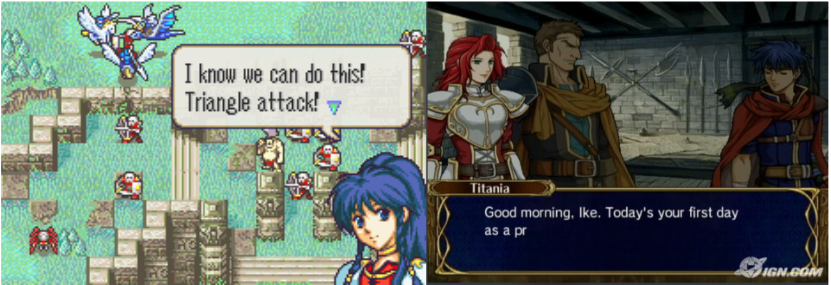 I know we can do this!
Triangle attack!
Titania
Good morning, Ike. Today's your first day
as a pr
IGN.COM